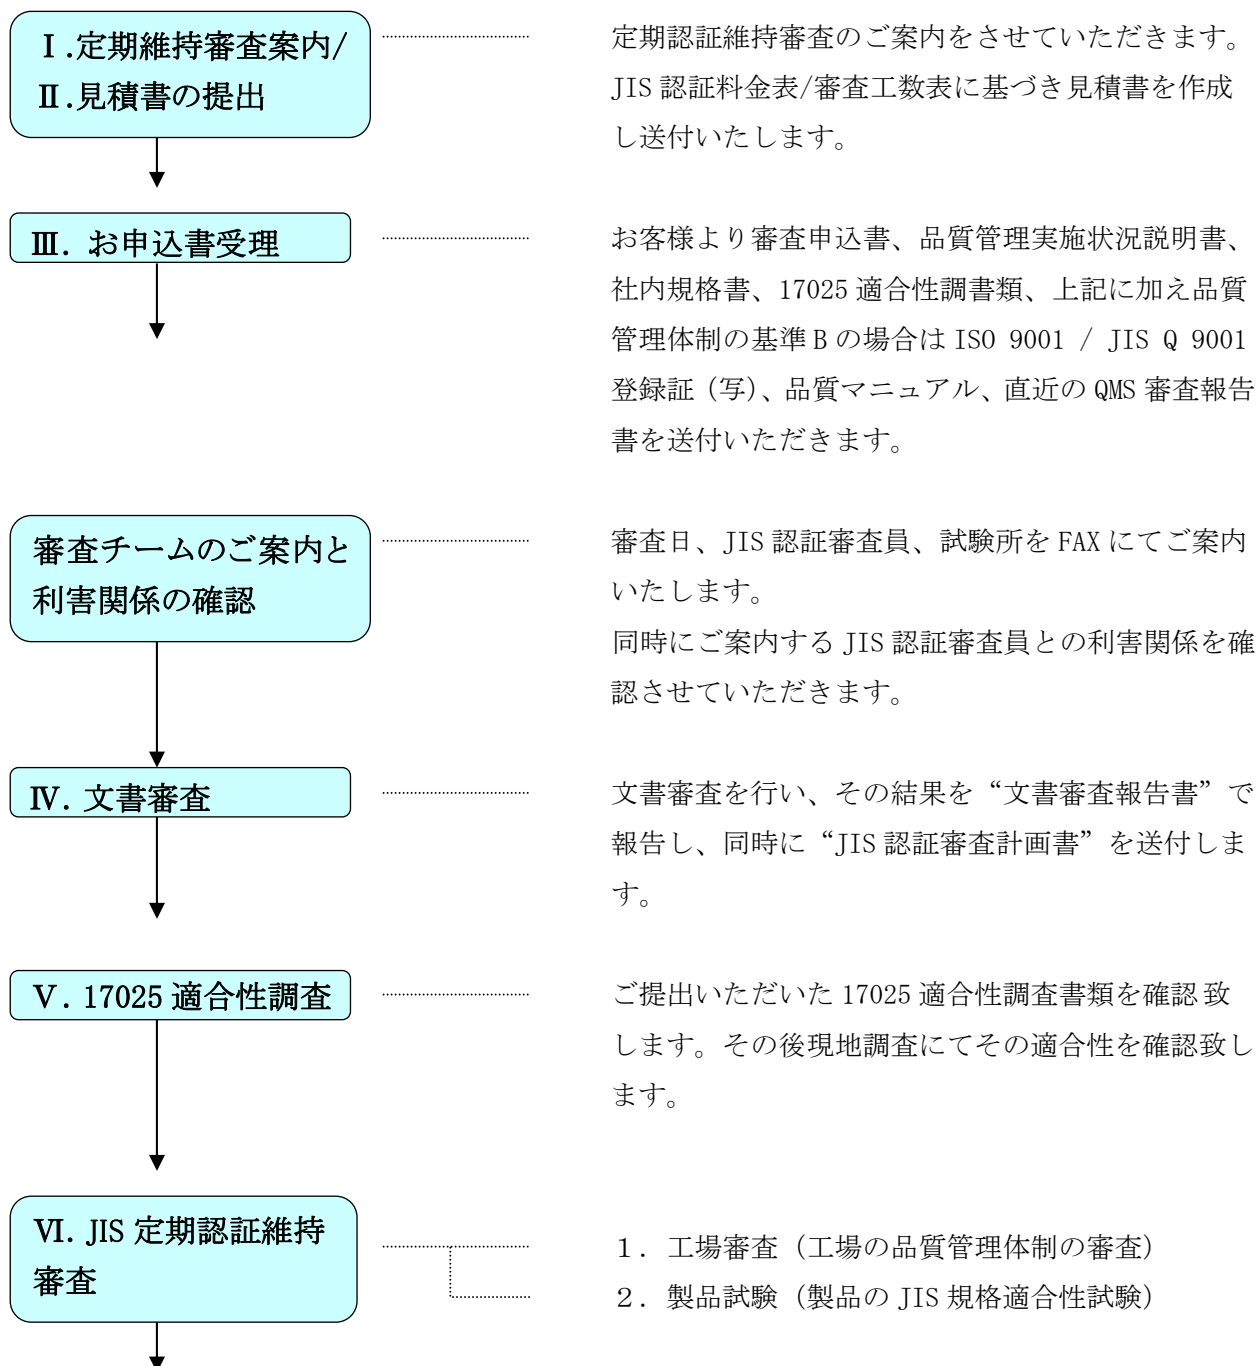 Ⅰ.定期維持審査案内/
Ⅱ.見積書の提出
定期認証維持審査のご案内をさせていただきます。
JIS 認証料金表/審査工数表に基づき見積書を作成
し送付いたします。
Ⅲ. お申込書受理
お客様より審査申込書、品質管理実施状況説明書、
社内規格書、17025 適合性調書類、上記に加え品質
管理体制の基準 B の場合は ISO 9001 / JIS Q 9001
登録証（写）、品質マニュアル、直近の QMS 審査報告
書を送付いただきます。
審査チームのご案内と
利害関係の確認
審査日、JIS 認証審査員、試験所を FAX にてご案内
いたします。
同時にご案内する JIS 認証審査員との利害関係を確
認させていただきます。
Ⅳ. 文書審査
文書審査を行い、その結果を“文書審査報告書”で
報告し、同時に“JIS 認証審査計画書”を送付しま
す。
Ⅴ. 17025 適合性調査
ご提出いただいた 17025 適合性調査書類を確認致
します。その後現地調査にてその適合性を確認致し
ます。
Ⅵ. JIS 定期認証維持
審査
１．工場審査（工場の品質管理体制の審査）
２．製品試験（製品の JIS 規格適合性試験）